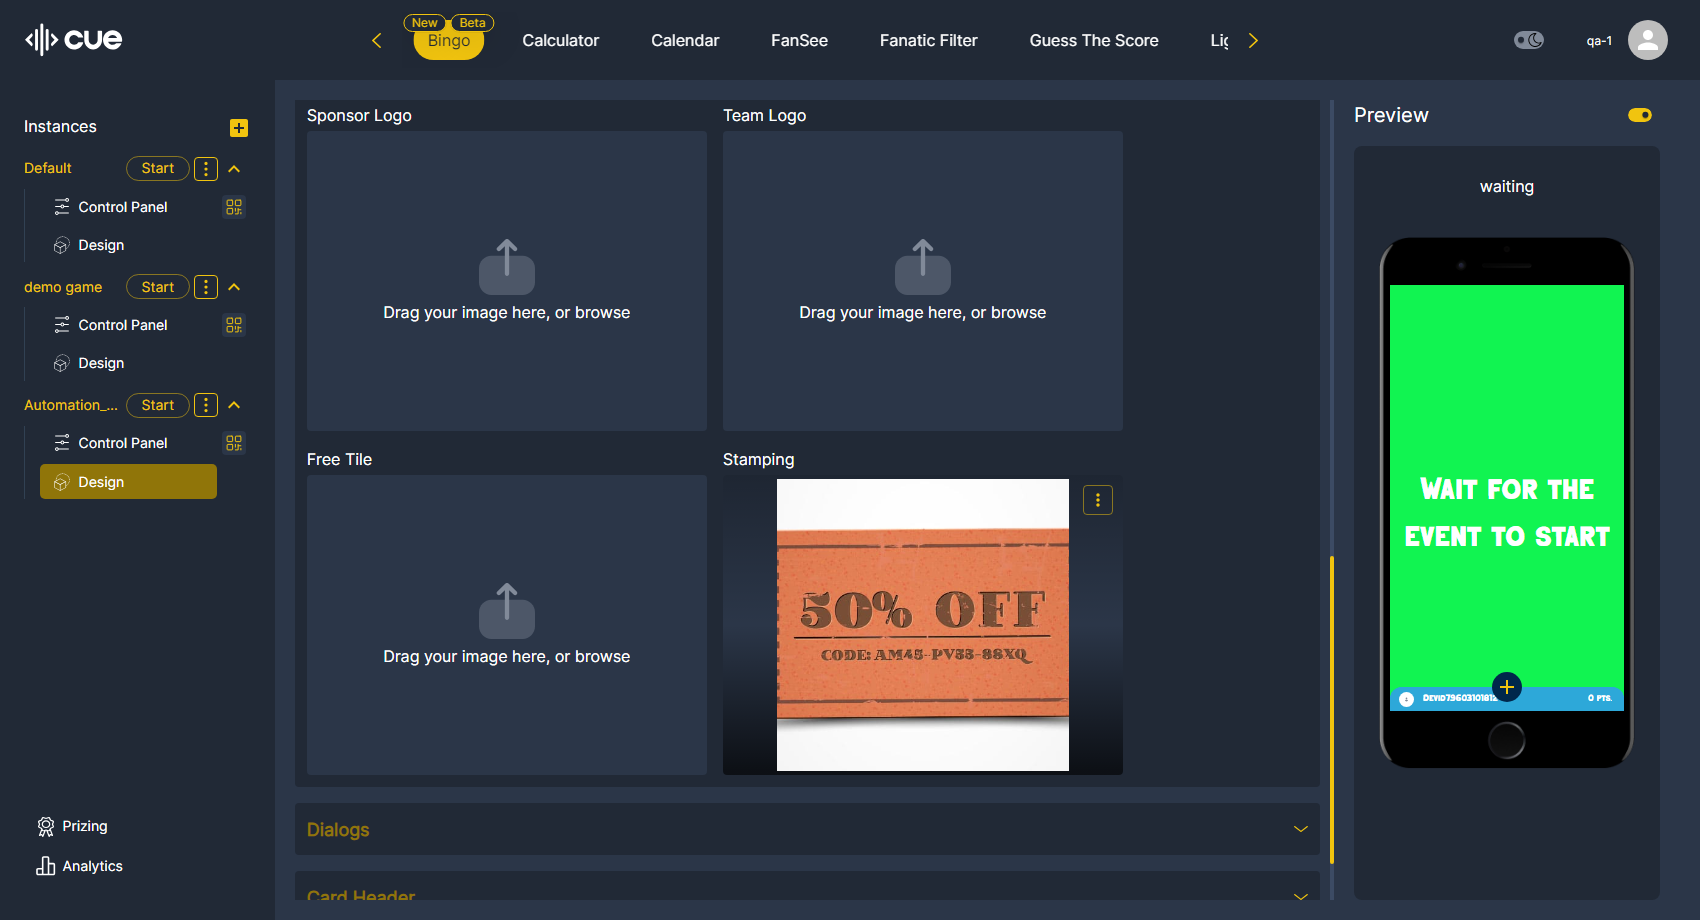 cue
New
Beta
Bingo
Calculator
Calendar
FanSee
Fanatic Filter
Guess The Score
Lig
qa-1
Instances
Default
Start
Control Panel
Design
demo game
Start
Control Panel
Design
Automation_...
Start
Control Panel
Design
Prizing
Analytics
Sponsor Logo
Drag your image here, or browse
Team Logo
Drag your image here, or browse
Free Tile
Drag your image here, or browse
Stamping
50% OFF
CODE: AM45-PV53-88XQ
Dialogs
Card Header
Preview
waiting
WAIT FOR THE
EVENT TO START
0 PTS.